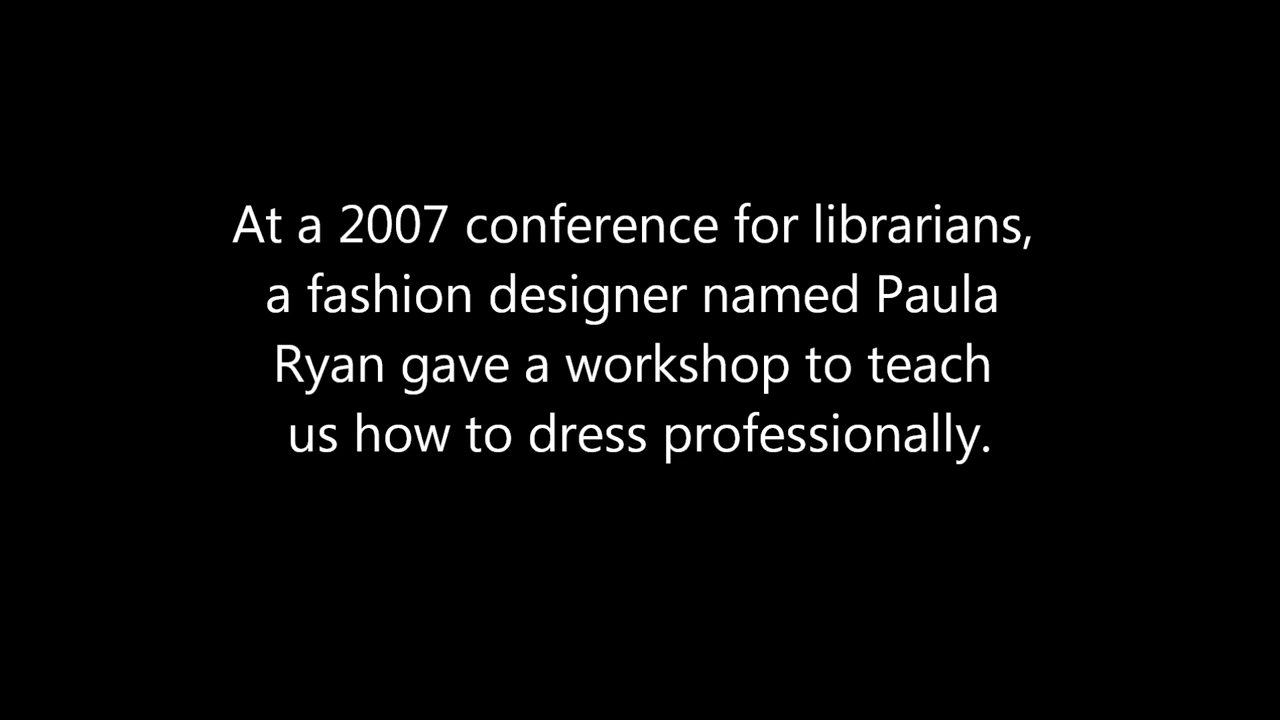 At a 2007 conference for librarians,
a fashion designer named Paula
Ryan gave a workshop to teach
us how to dress professionally.